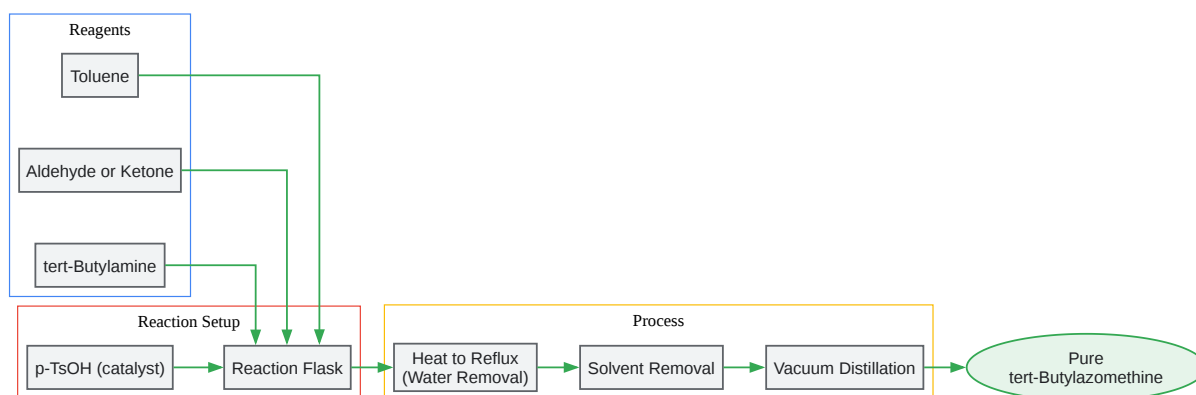 Reagents
Toluene
Aldehyde or Ketone
tert-Butylamine
Reaction Setup
p-TsOH (catalyst)
Reaction Flask
Process
Heat to Reflux
(Water Removal)
Solvent Removal
Vacuum Distillation
Pure
tert-Butylazomethine